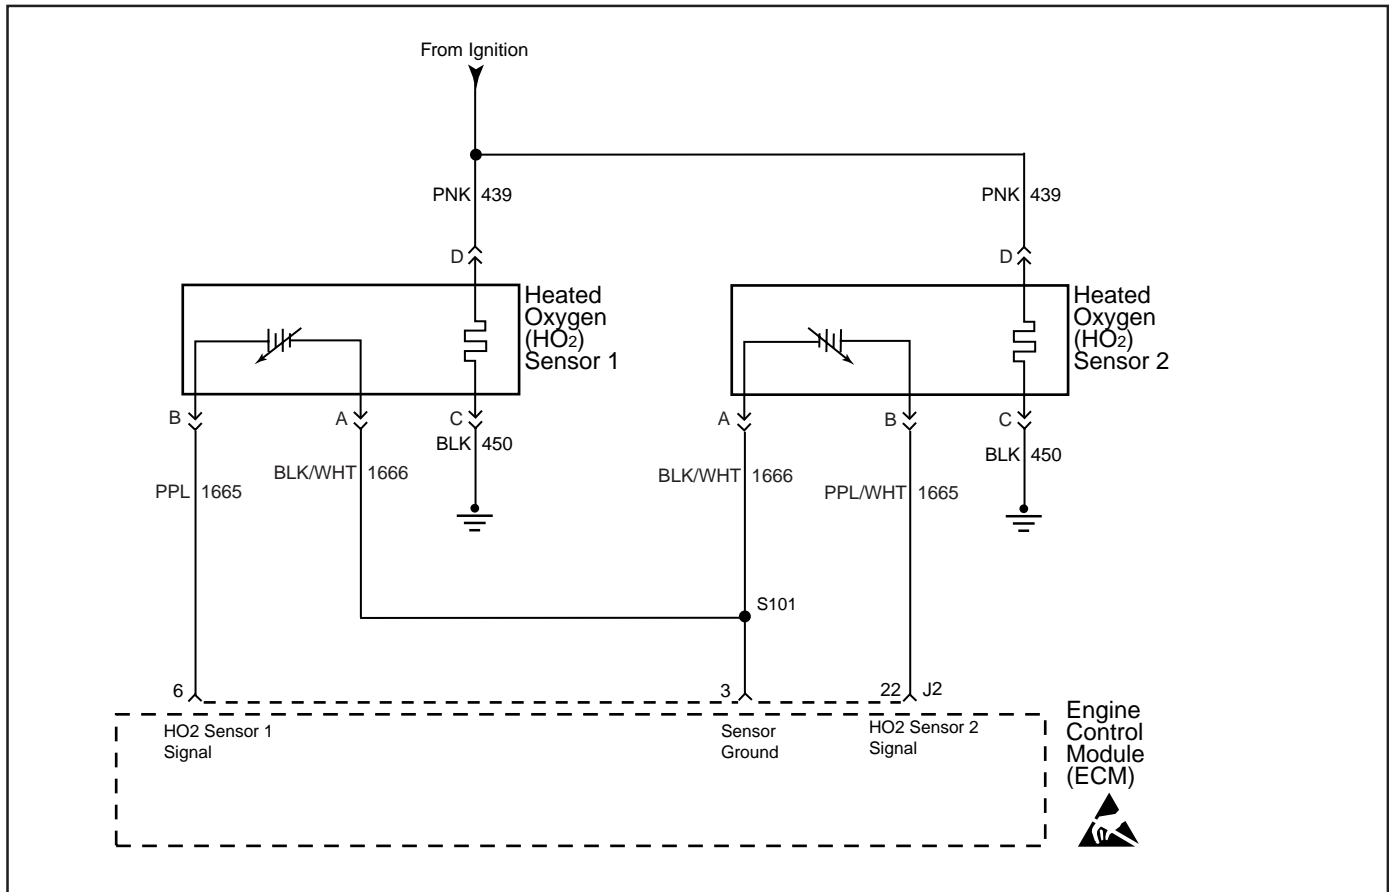 From Ignition
PNK 439
PNK 439
D
D
Heated
Oxygen
(HO2)
Sensor 1
Heated
Oxygen
(HO2)
Sensor 2
B
A
C
A
B
C
BLK 450
BLK 450
BLK/WHT 1666
BLK/WHT 1666
PPL 1665
PPL/WHT 1665
S101
6
3
22
J2
HO2 Sensor 1
Signal
Sensor
Ground
HO2 Sensor 2
Signal
Engine
Control
Module
(ECM)